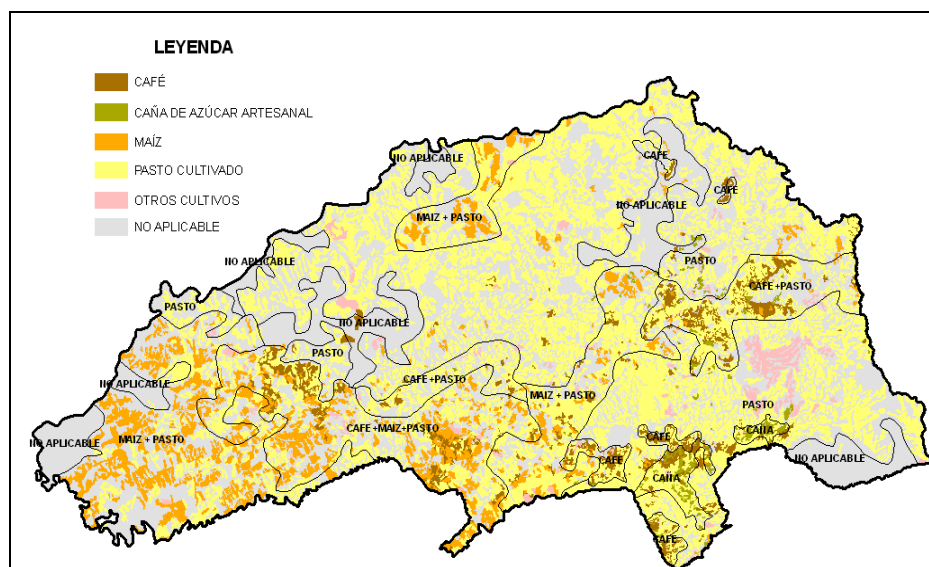 LEYENDA
CAFÉ
CAÑA DE AZÚCAR ARTESANAL
MAÍZ
PASTO CULTIVADO
OTROS CULTIVOS
NO APLICABLE
NO APLICABLE
CAFE
CAFE
NO APLICABLE
MAIZ + PASTO
NO APLICABLE
PASTO
CAFE+PASTO
PASTO
NO APLICABLE
PASTO
CAFE+PASTO
NO APLICABLE
MAIZ + PASTO
PASTO
CAFE+MAIZ+PASTO
CAÑA
CAFE
MAIZ + PASTO
NO APLICABLE
CAFE
NO APLICABLE
CAÑA
CAFE